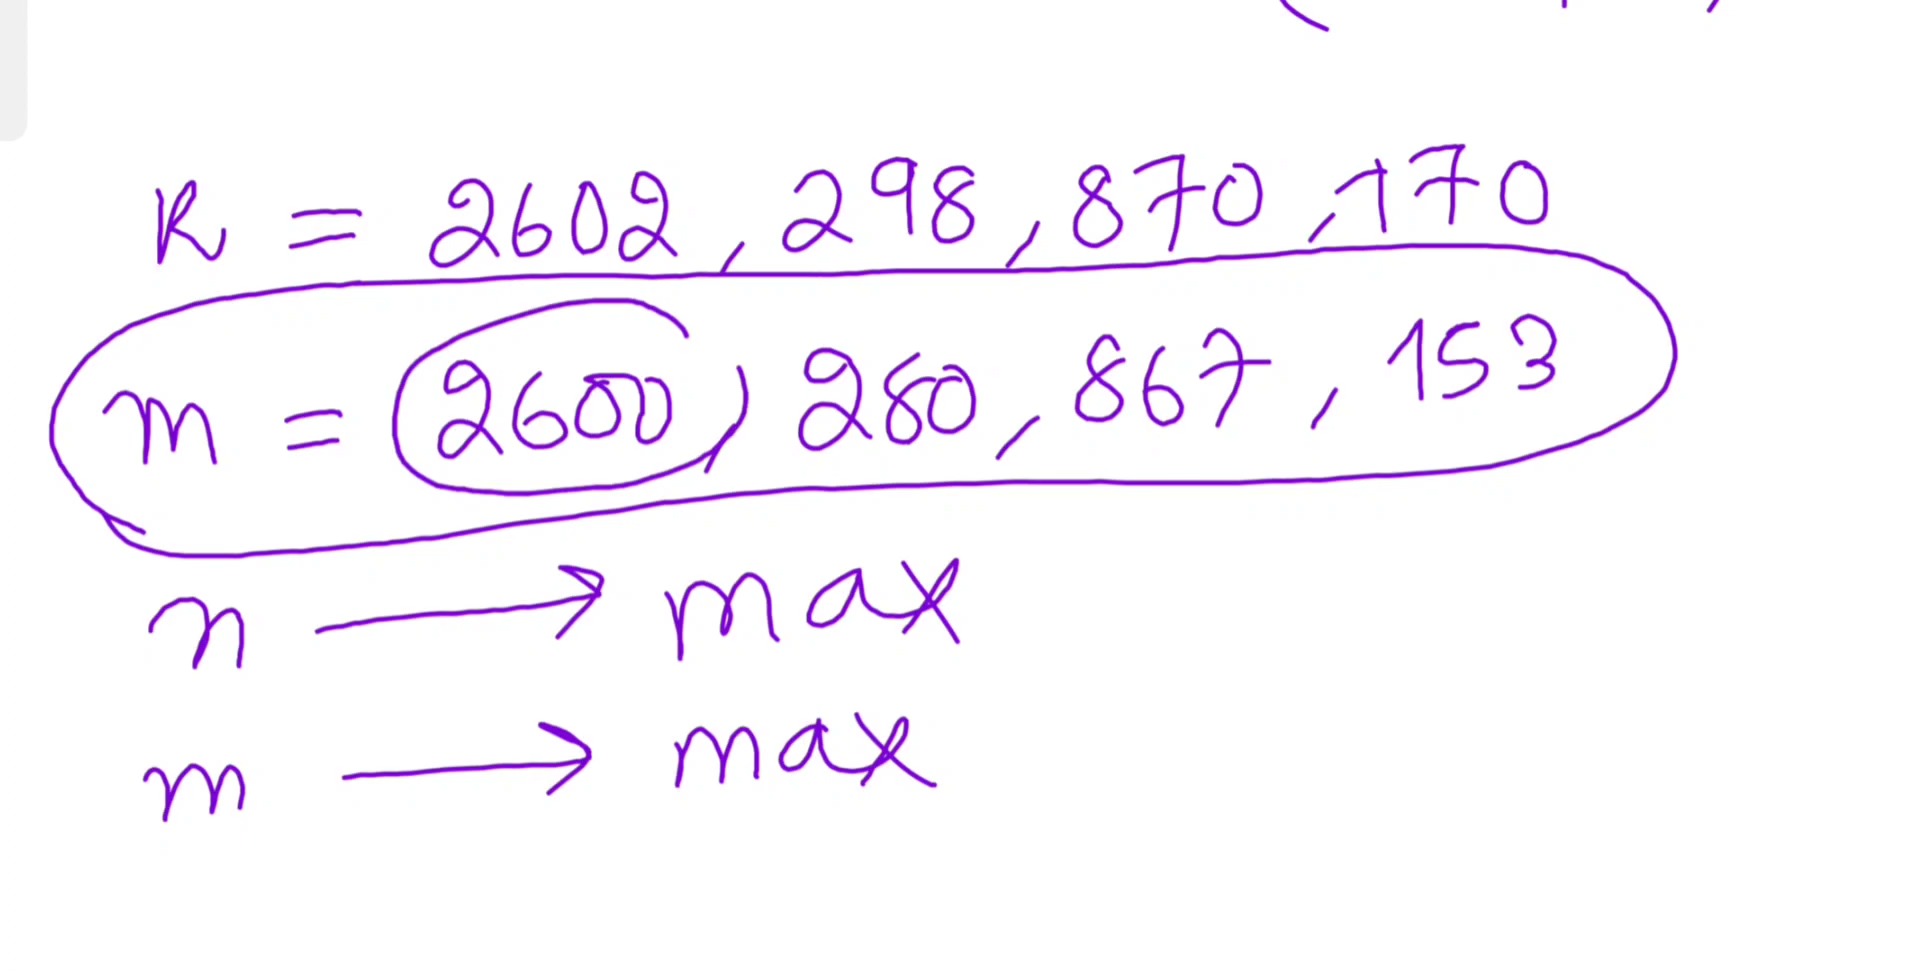 k = 2602, 298, 870, 170
m = 2600, 280, 867, 153
n → max
m → max